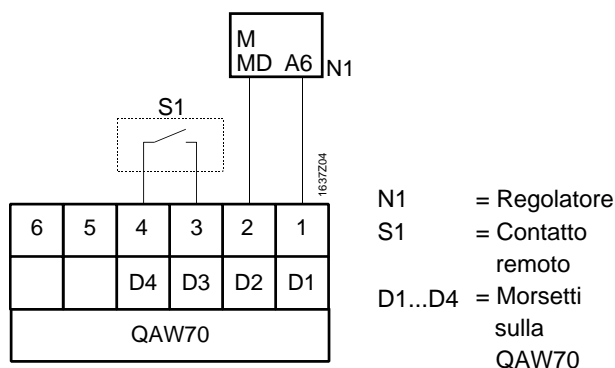 M
MD A6 N1
S1
1637Z04
6 5 4 3 2 1
D4 D3 D2 D1
QAW70
N1 = Regolatore
S1 = Contatto
remoto
D1...D4 = Morsetti
sulla
QAW70